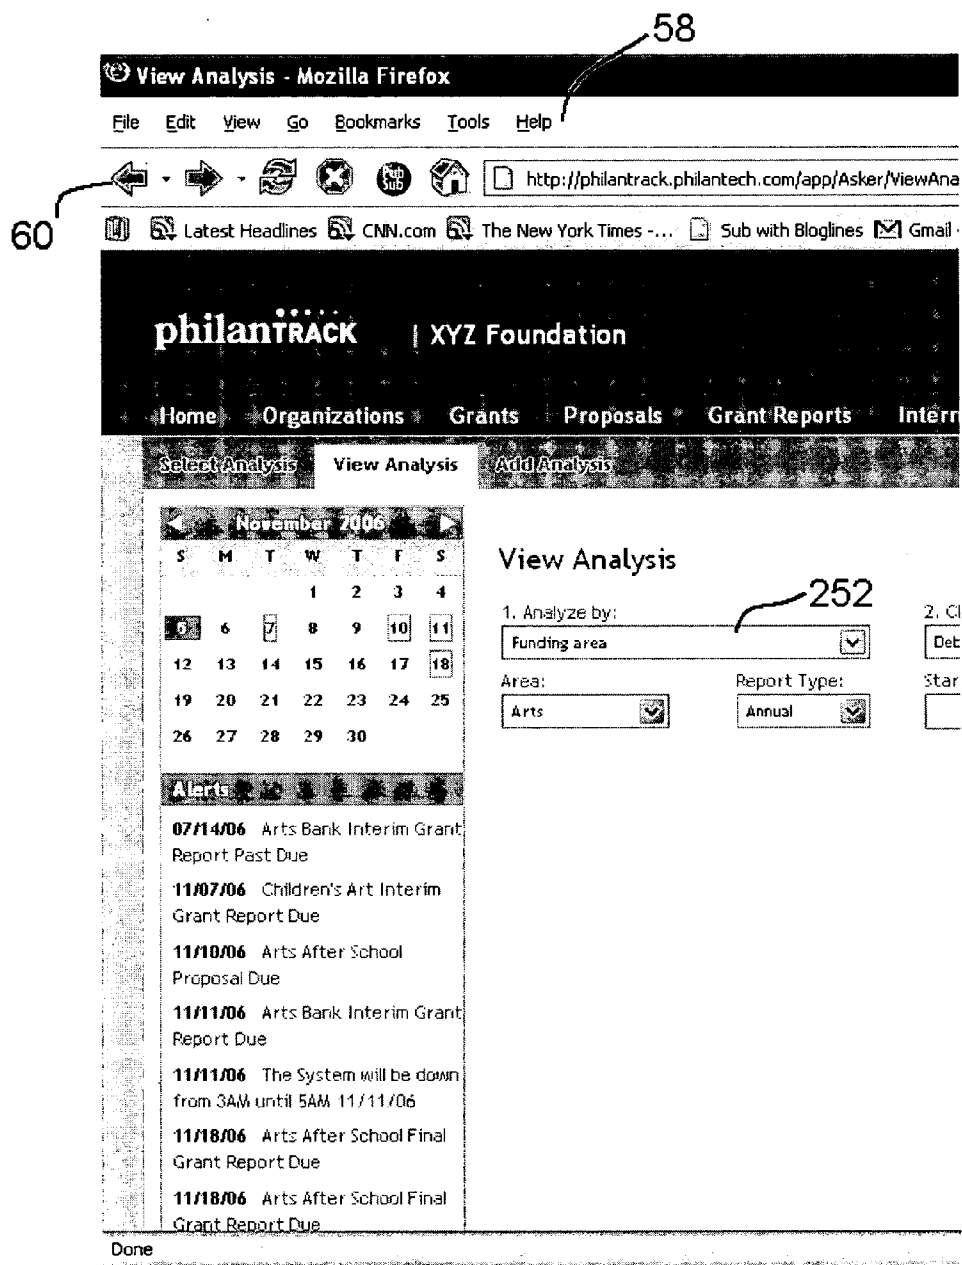 58
View Analysis - Mozilla Firefox
File Edit View Go Bookmarks Tools Help
Pub Sub http://philantrack.philantech.com/app/Asker/ViewAna
60
Latest Headlines CNN.com The New York Times -... Sub with Bloglines Gmail
philanTRACK | XYZ Foundation
Home Organizations Grants Proposals Grant Reports Intern
Select Analysis View Analysis Add Analysis
November 2006
S M T W T F S
1 2 3 4
5 6 7 8 9 10 11
12 13 14 15 16 17 18
19 20 21 22 23 24 25
26 27 28 29 30
View Analysis
252
1. Analyze by: 2. Cl
Funding area Deb
Area: Report Type: Star
Arts Annual
Alerts
07/14/06 Arts Bank Interim Grant
Report Past Due
11/07/06 Children's Art Interim
Grant Report Due
11/10/06 Arts After School
Proposal Due
11/11/06 Arts Bank Interim Grant
Report Due
11/11/06 The System will be down
from 3AM until 5AM 11/11/06
11/18/06 Arts After School Final
Grant Report Due
11/18/06 Arts After School Final
Grant Report Due
Done